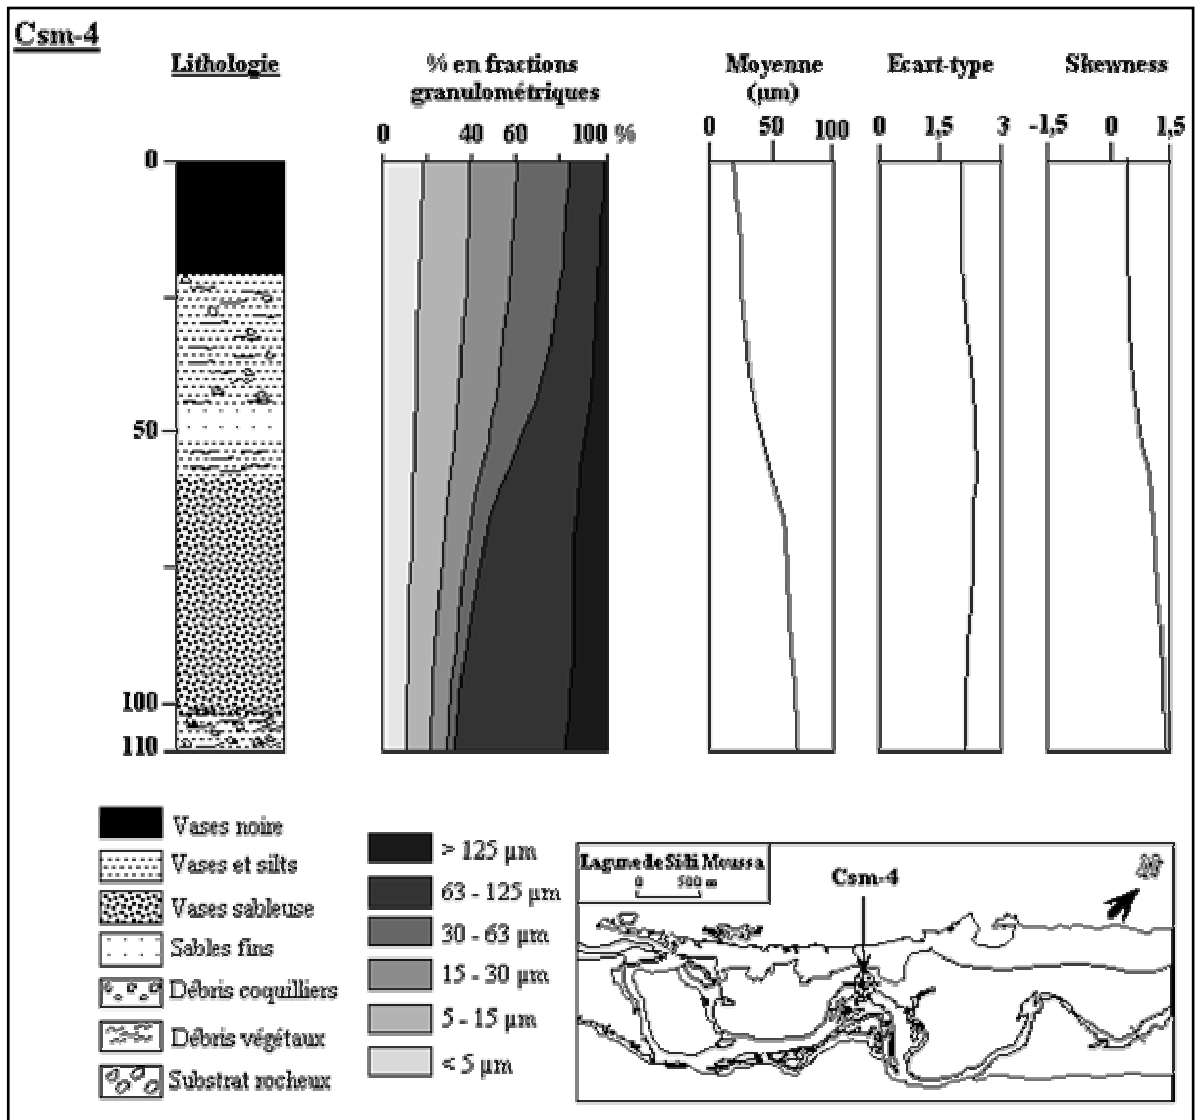 Csm-4
Lithologie
% en fractions
granulométriques
Moyenne
(µm)
Ecart-type
Skewness
0 40 60 100 %
0 50 100
0 1,5 3
-1,5 0 1,5
0
50
100
110
Vases noire
Vases et silts
Vases sableuse
Sables fins
Débris coquilliers
Débris végétaux
Substrat rocheux
> 125 µm
63 - 125 µm
30 - 63 µm
15 - 30 µm
5 - 15 µm
< 5 µm
Lagune de Sidi Moussa
0 500 m
Csm-4
N